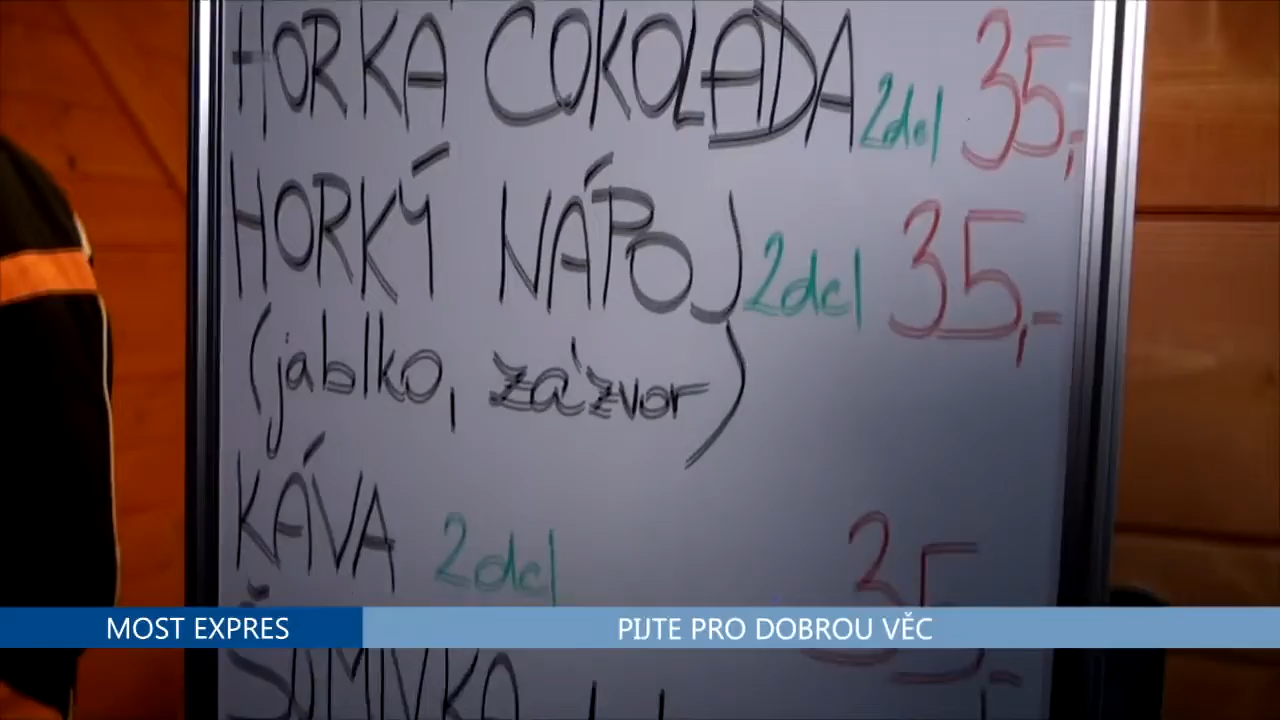 HORKÁ ČOKOLÁDA 2dcl 35,-
HORKÝ NÁPOJ 2dcl 35,-
(jablko, zázvor)
KÁVA 2dcl 35,-
MOST EXPRES PIJTE PRO DOBROU VĚC
ŠUMIVKA